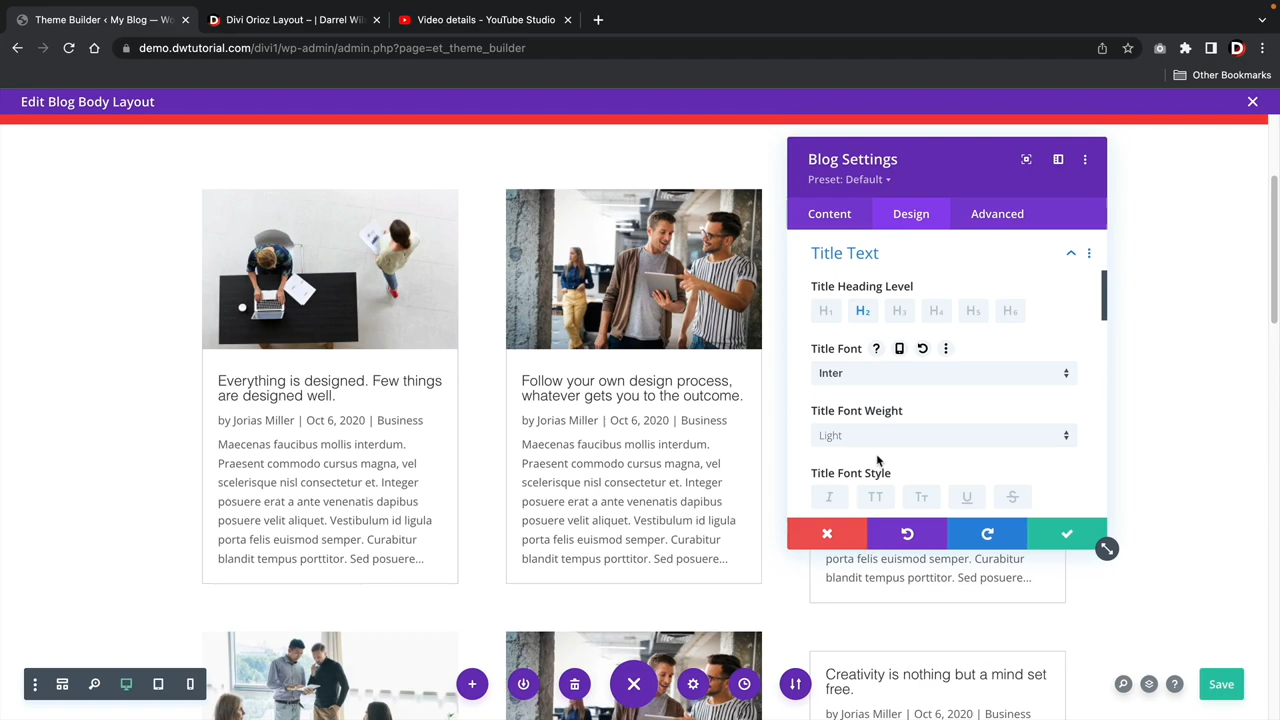 Theme Builder ‹ My Blog — Wo
Divi Orioz Layout – | Darrel Wil
Video details - YouTube Studio
demo.dwtutorial.com/divi1/wp-admin/admin.php?page=et_theme_builder
Other Bookmarks
Edit Blog Body Layout
Blog Settings
Preset: Default
Content
Design
Advanced
Title Text
Title Heading Level
H1
H2
H3
H4
H5
H6
Title Font
?
Inter
Title Font Weight
Light
Title Font Style
I
TT
Tт
U
S
Everything is designed. Few things
are designed well.
by Jorias Miller | Oct 6, 2020 | Business
Maecenas faucibus mollis interdum.
Praesent commodo cursus magna, vel
scelerisque nisl consectetur et. Integer
posuere erat a ante venenatis dapibus
posuere velit aliquet. Vestibulum id ligula
porta felis euismod semper. Curabitur
blandit tempus porttitor. Sed posuere...
Follow your own design process,
whatever gets you to the outcome.
by Jorias Miller | Oct 6, 2020 | Business
Maecenas faucibus mollis interdum.
Praesent commodo cursus magna, vel
scelerisque nisl consectetur et. Integer
posuere erat a ante venenatis dapibus
posuere velit aliquet. Vestibulum id ligula
porta felis euismod semper. Curabitur
blandit tempus porttitor. Sed posuere...
porta felis euismod semper. Curabitur
blandit tempus porttitor. Sed posuere...
Creativity is nothing but a mind set
free.
by Jorias Miller | Oct 6, 2020 | Business
?
Save